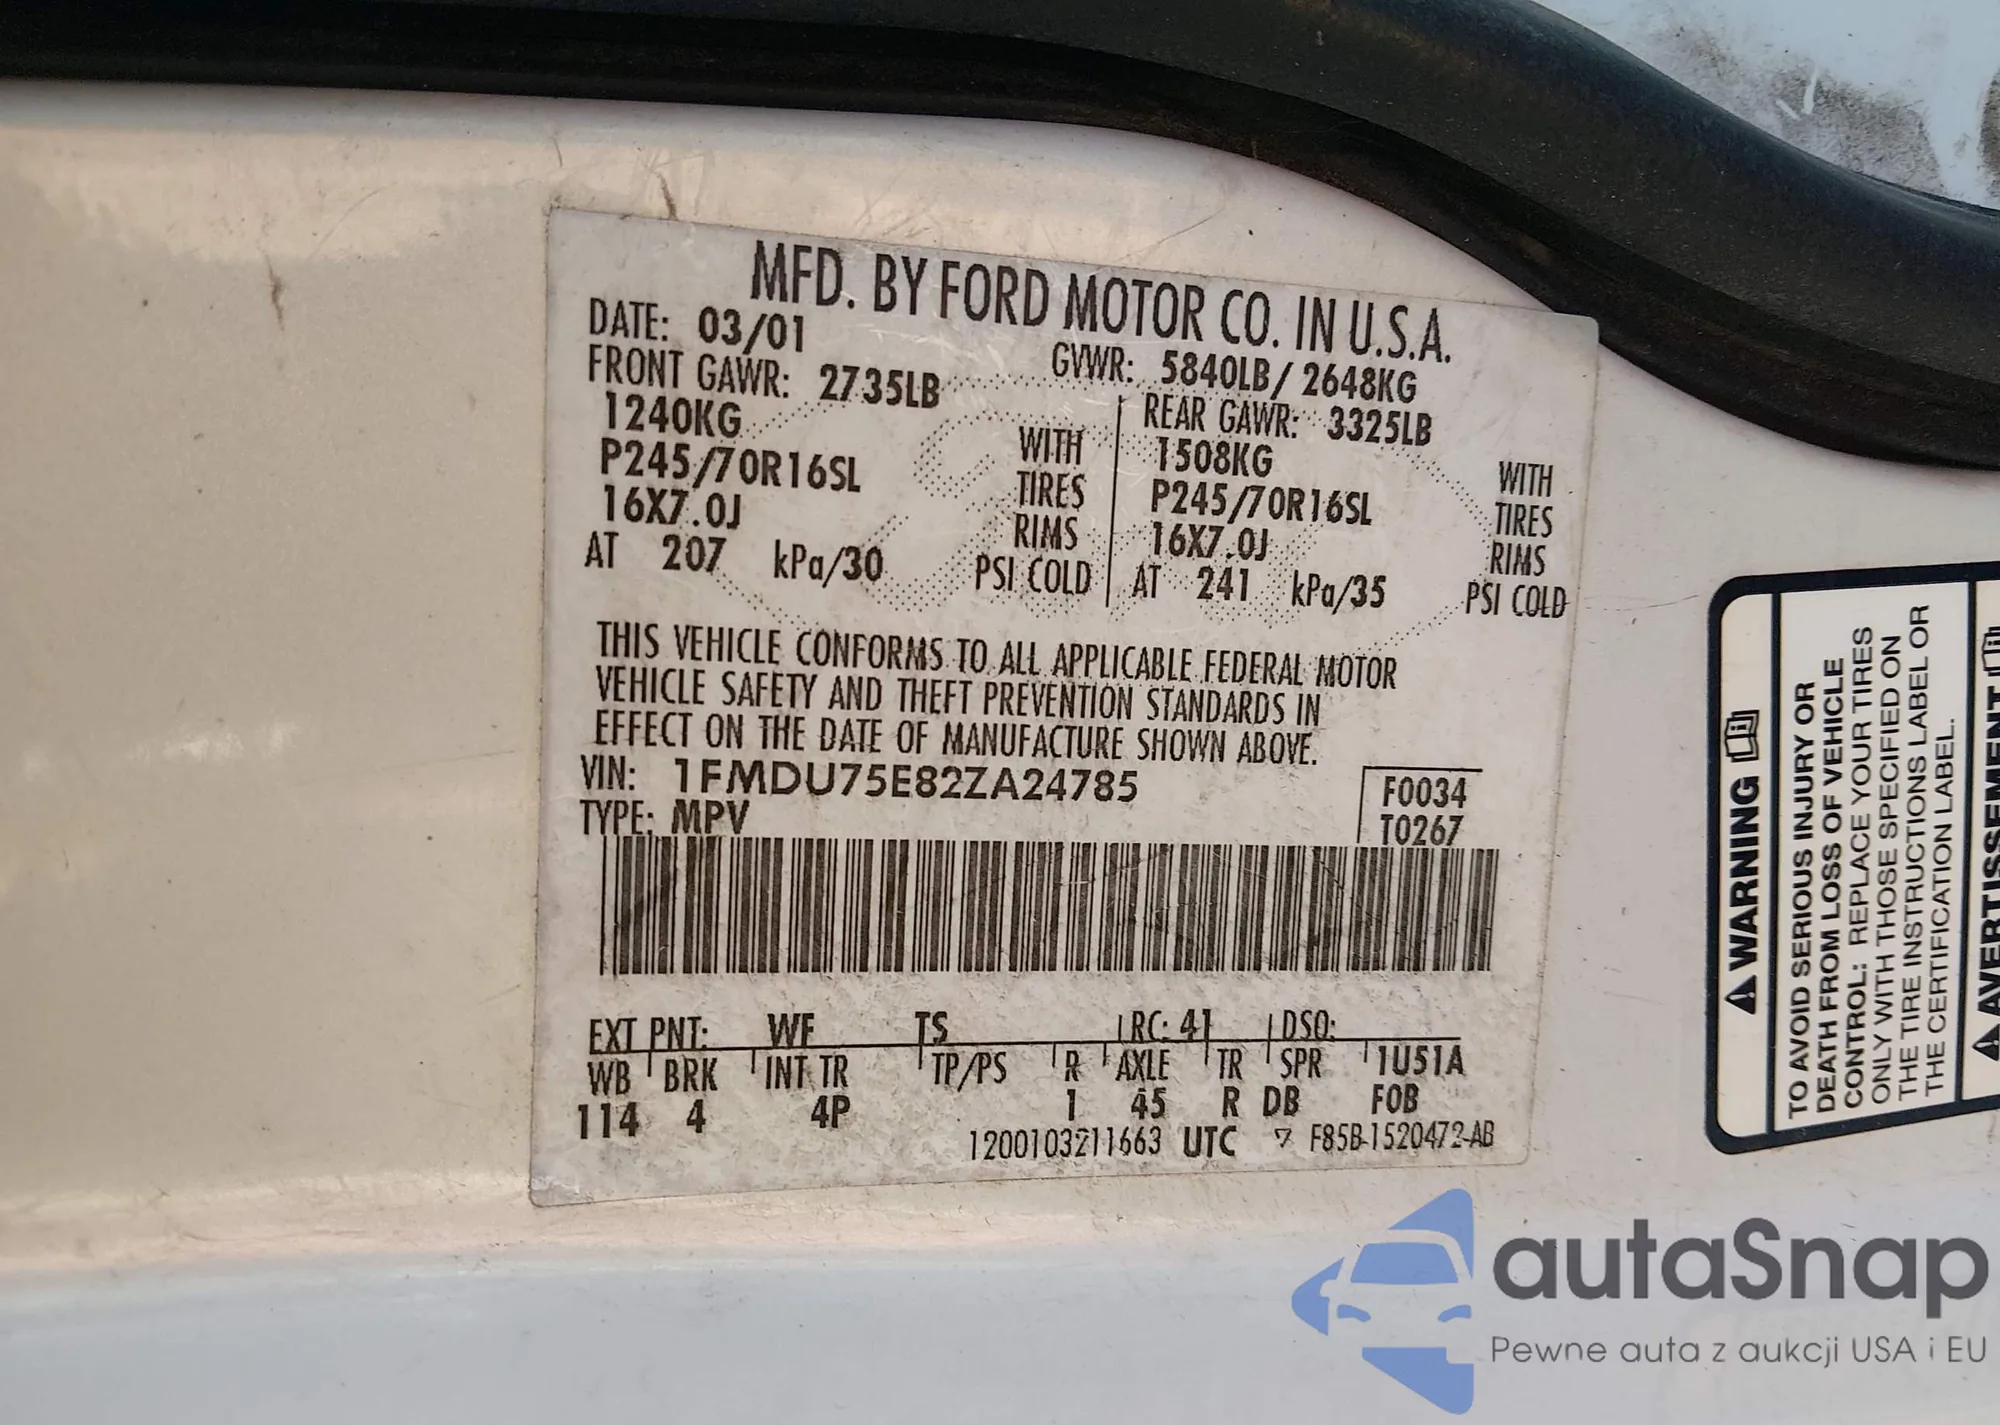 MFD. BY FORD MOTOR CO. IN U.S.A.
DATE: 03/01
GVWR: 5840LB/ 2648KG
FRONT GAWR: 2735LB
1240KG
P245/70R16SL
16X7.0J
AT 207 kPa/30
WITH
TIRES
RIMS
PSI COLD
REAR GAWR: 3325LB
1508KG
P245/70R16SL
16X7.0J
AT 241 kPa/35
WITH
TIRES
RIMS
PSI COLD
THIS VEHICLE CONFORMS TO ALL APPLICABLE FEDERAL MOTOR
VEHICLE SAFETY AND THEFT PREVENTION STANDARDS IN
EFFECT ON THE DATE OF MANUFACTURE SHOWN ABOVE.
VIN: 1FMDU75E82ZA24785
TYPE: MPV
F0034
T0267
EXT PNT: WF TS RC: 41 DSO:
WB BRK INT TR TP/PS R AXLE TR SPR 1U51A
114 4 4P 1 45 R DB F0B
1200103211663 UTC F85B-1520472-AB
WARNING
TO AVOID SERIOUS INJURY OR
DEATH FROM LOSS OF VEHICLE
CONTROL: REPLACE YOUR TIRES
ONLY WITH THOSE SPECIFIED ON
THE TIRE INSTRUCTIONS LABEL OR
THE CERTIFICATION LABEL.
AVERTISSEMENT
autaSnap
Pewne auta z aukcji USA i EU